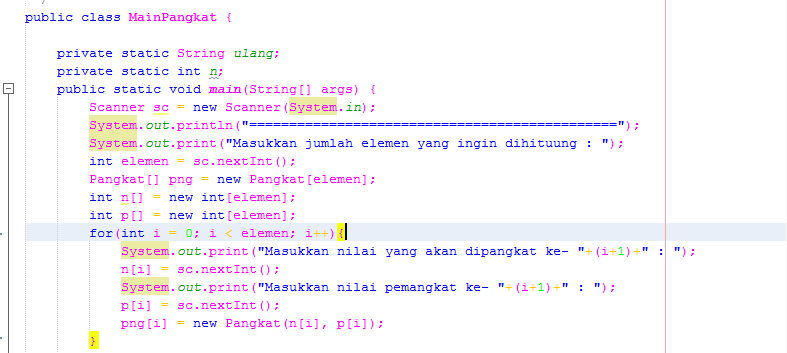 public class MainPangkat {
private static String ulang;
private static int n;
public static void main(String[] args) {
Scanner sc = new Scanner(System.in);
System.out.println("==============================================");
System.out.print("Masukkan jumlah elemen yang ingin dihituung : ");
int elemen = sc.nextInt();
Pangkat[] png = new Pangkat[elemen];
int n[] = new int[elemen];
int p[] = new int[elemen];
for(int i = 0; i < elemen; i++){
System.out.print("Masukkan nilai yang akan dipangkat ke- "+(i+1)+" : ");
n[i] = sc.nextInt();
System.out.print("Masukkan nilai pemangkat ke- "+(i+1)+" : ");
p[i] = sc.nextInt();
png[i] = new Pangkat(n[i], p[i]);
}